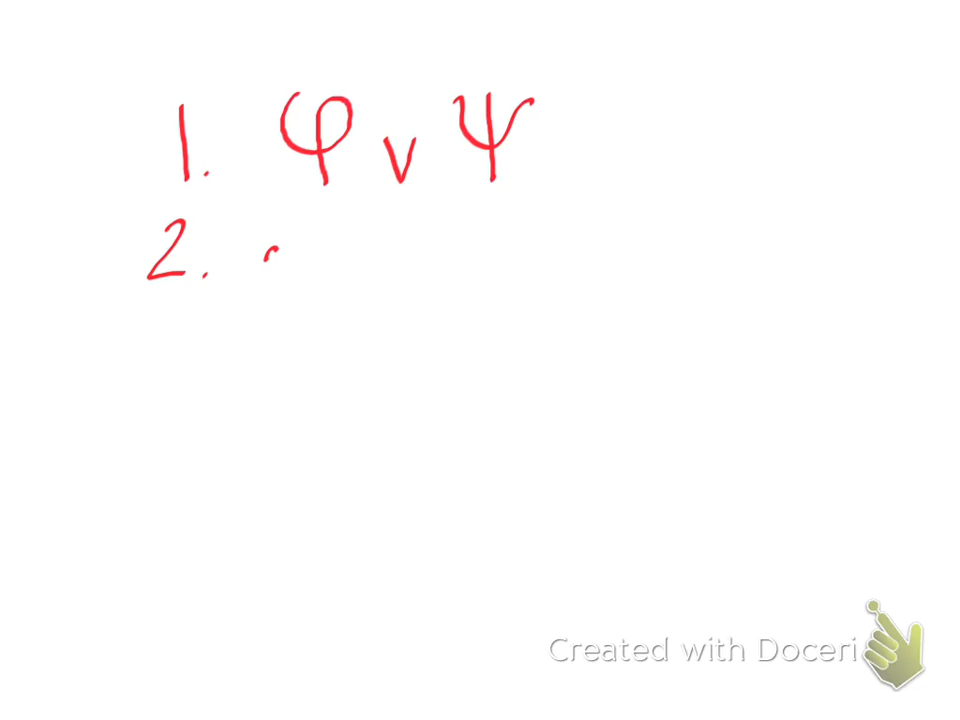 1. φ v ψ
2.
Created with Doceri